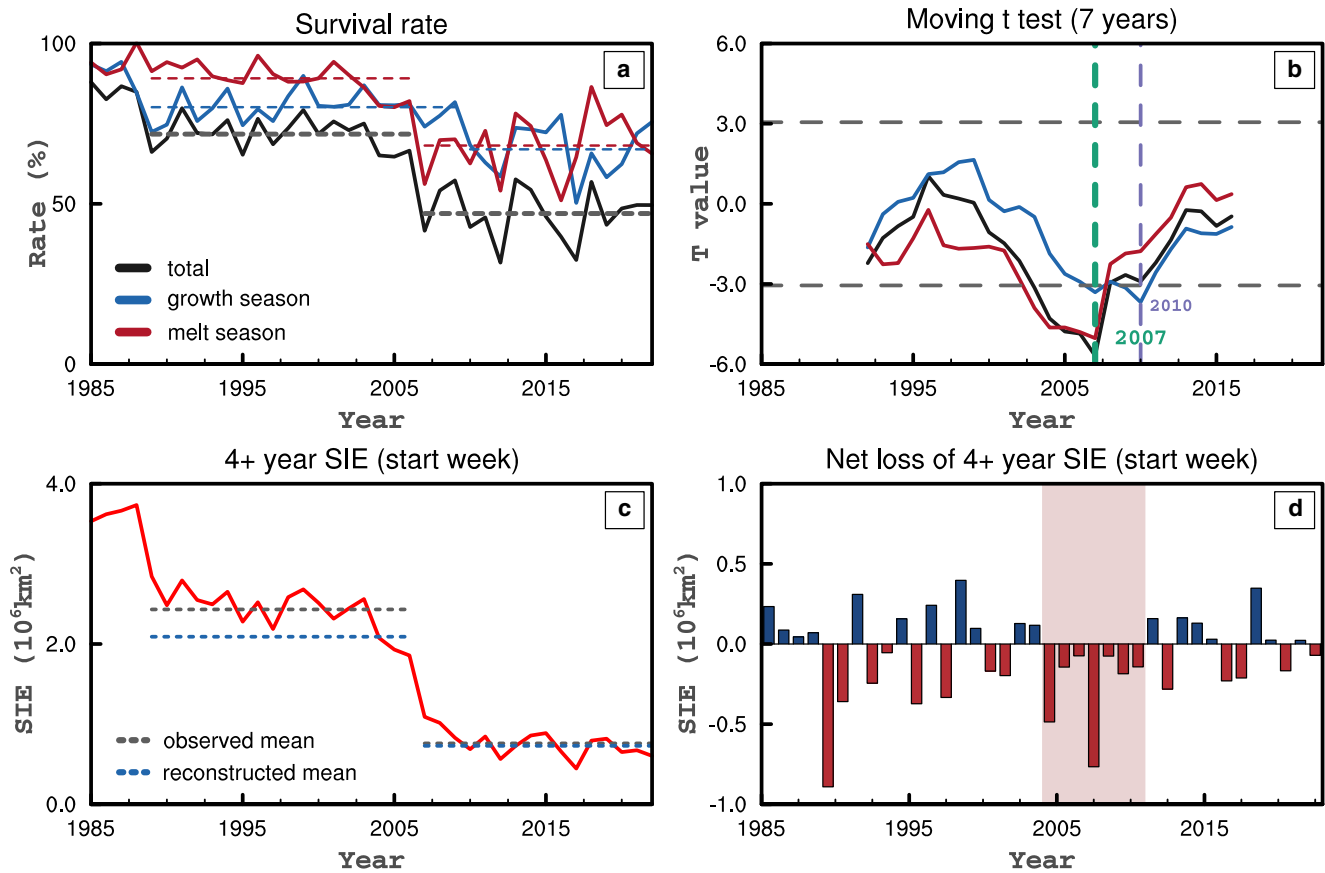 Survival rate
a
100
50
0
Rate (%)
total
growth season
melt season
1985
1995
2005
2015
Year
Moving t test (7 years)
b
6.0
3.0
0.0
-3.0
-6.0
T value
2010
2007
1985
1995
2005
2015
Year
4+ year SIE (start week)
c
4.0
2.0
0.0
SIE (10⁶km²)
observed mean
reconstructed mean
1985
1995
2005
2015
Year
Net loss of 4+ year SIE (start week)
d
1.0
0.5
0.0
-0.5
-1.0
SIE (10⁶km²)
1985
1995
2005
2015
Year